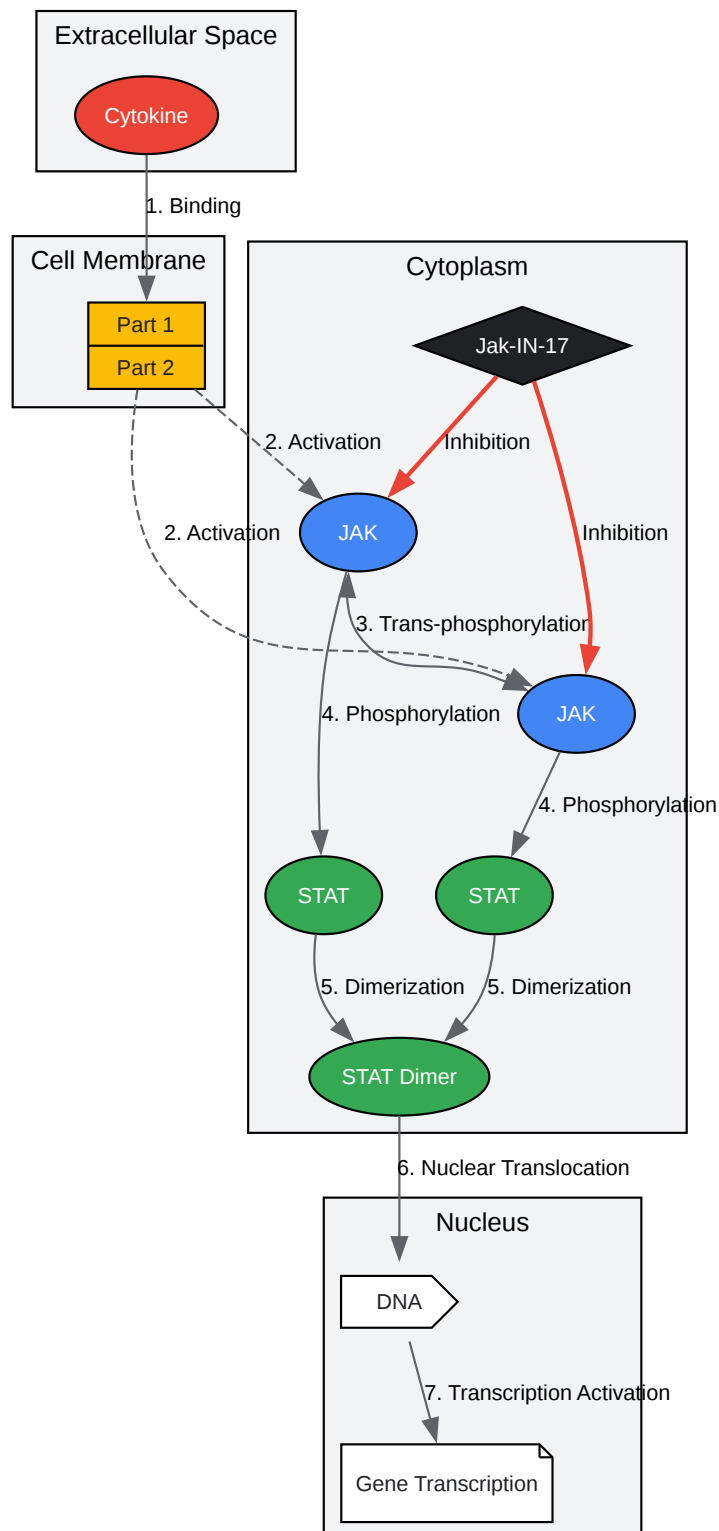 Extracellular Space
Cytokine
1. Binding
Cell Membrane
Part 1
Part 2
Cytoplasm
Jak-IN-17
2. Activation
Inhibition
JAK
2. Activation
Inhibition
3. Trans-phosphorylation
JAK
4. Phosphorylation
4. Phosphorylation
STAT
STAT
5. Dimerization
5. Dimerization
STAT Dimer
6. Nuclear Translocation
Nucleus
DNA
7. Transcription Activation
Gene Transcription